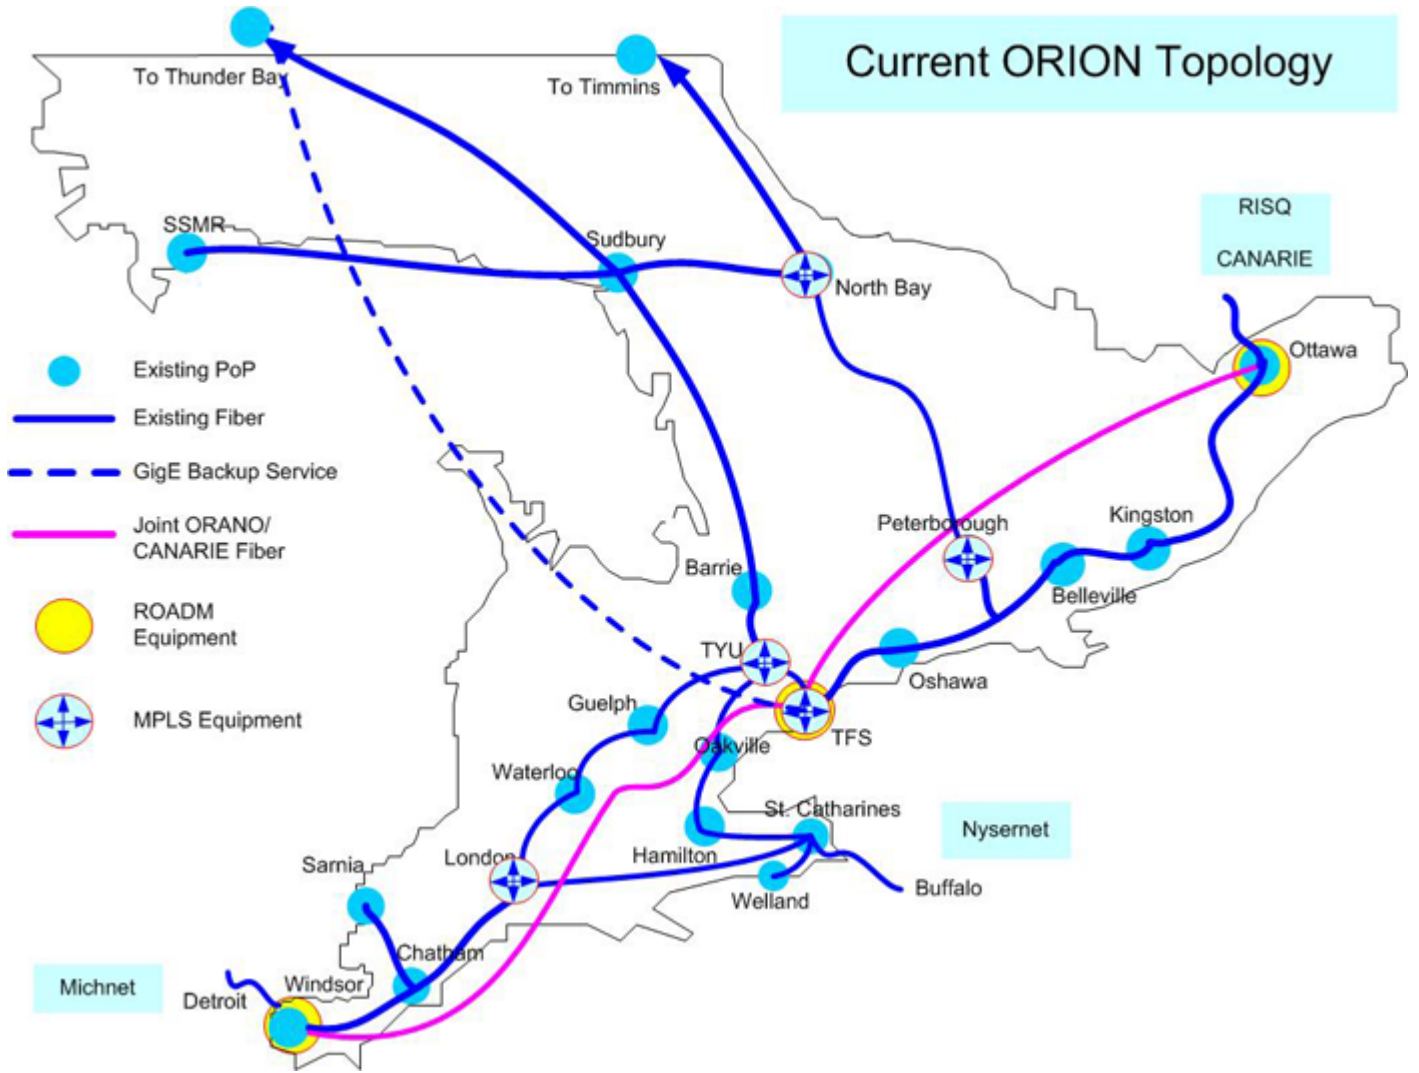 Current ORION Topology
To Thunder Bay
To Timmins
RISQ
CANARIE
SSMR
Sudbury
North Bay
Ottawa
Existing PoP
Existing Fiber
GigE Backup Service
Joint ORANO/
CANARIE Fiber
ROADM
Equipment
MPLS Equipment
Peterborough
Kingston
Barrie
Belleville
TYU
Oshawa
Guelph
TFS
Oakville
Waterloo
St. Catharines
Nysernet
London
Hamilton
Sarnia
Welland
Buffalo
Chatham
Michnet
Windsor
Detroit